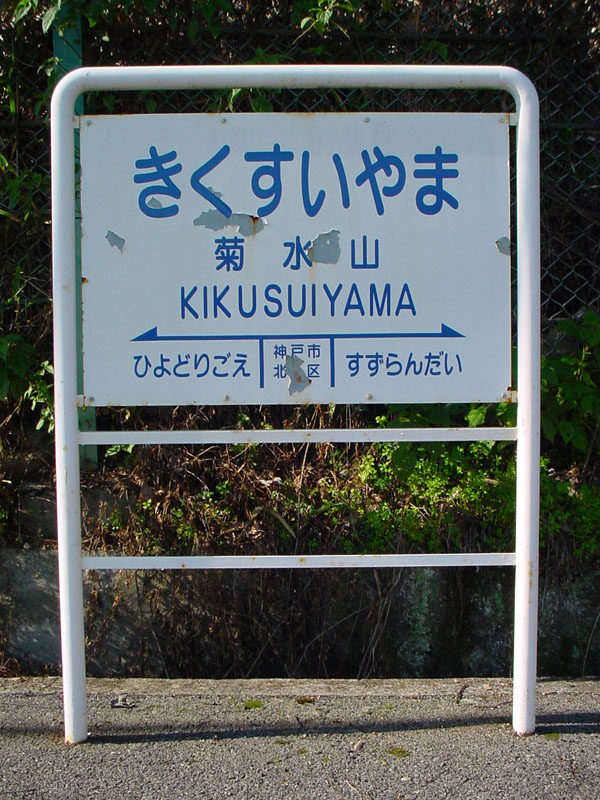 きくすいやま
菊水山
KIKUSUIYAMA
ひよどりごえ
神戸市
北区
すずらんだい